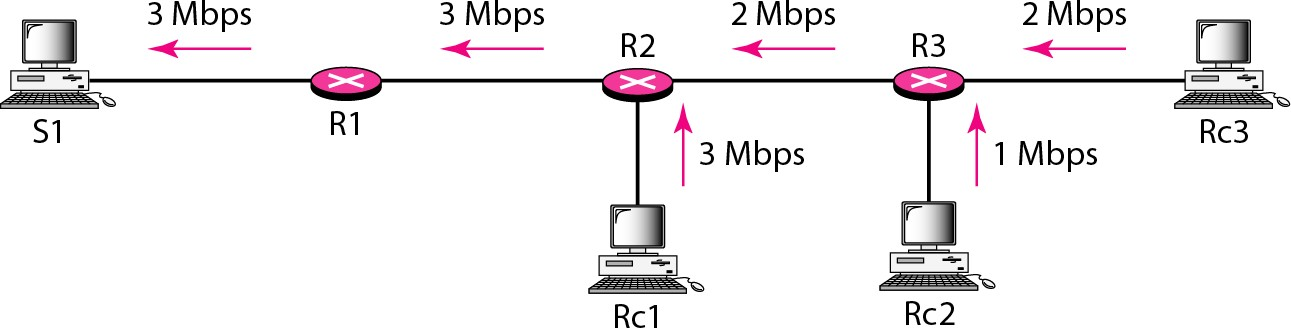 3 Mbps
3 Mbps
2 Mbps
2 Mbps
R2
R3
S1
R1
Rc3
3 Mbps
1 Mbps
Rc1
Rc2